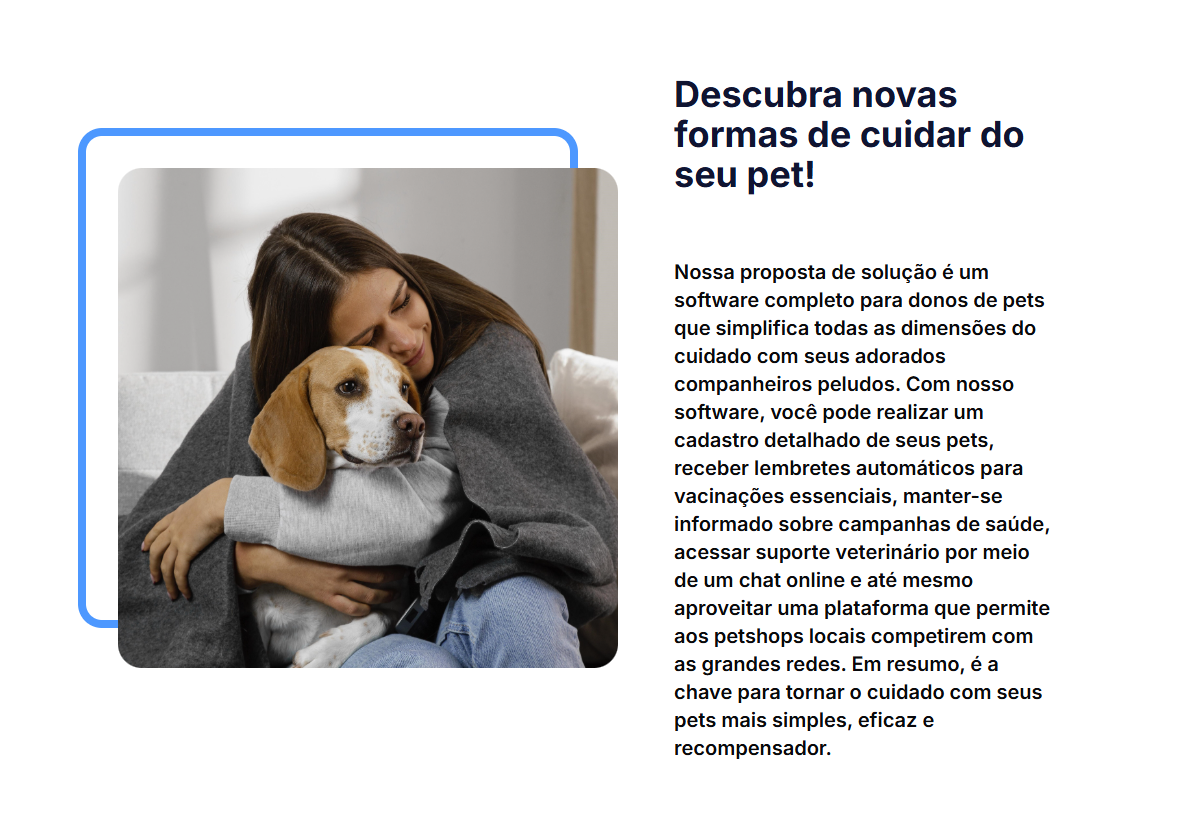 Descubra novas
formas de cuidar do
seu pet!
Nossa proposta de solução é um
software completo para donos de pets
que simplifica todas as dimensões do
cuidado com seus adorados
companheiros peludos. Com nosso
software, você pode realizar um
cadastro detalhado de seus pets,
receber lembretes automáticos para
vacinações essenciais, manter-se
informado sobre campanhas de saúde,
acessar suporte veterinário por meio
de um chat online e até mesmo
aproveitar uma plataforma que permite
aos petshops locais competirem com
as grandes redes. Em resumo, é a
chave para tornar o cuidado com seus
pets mais simples, eficaz e
recompensador.